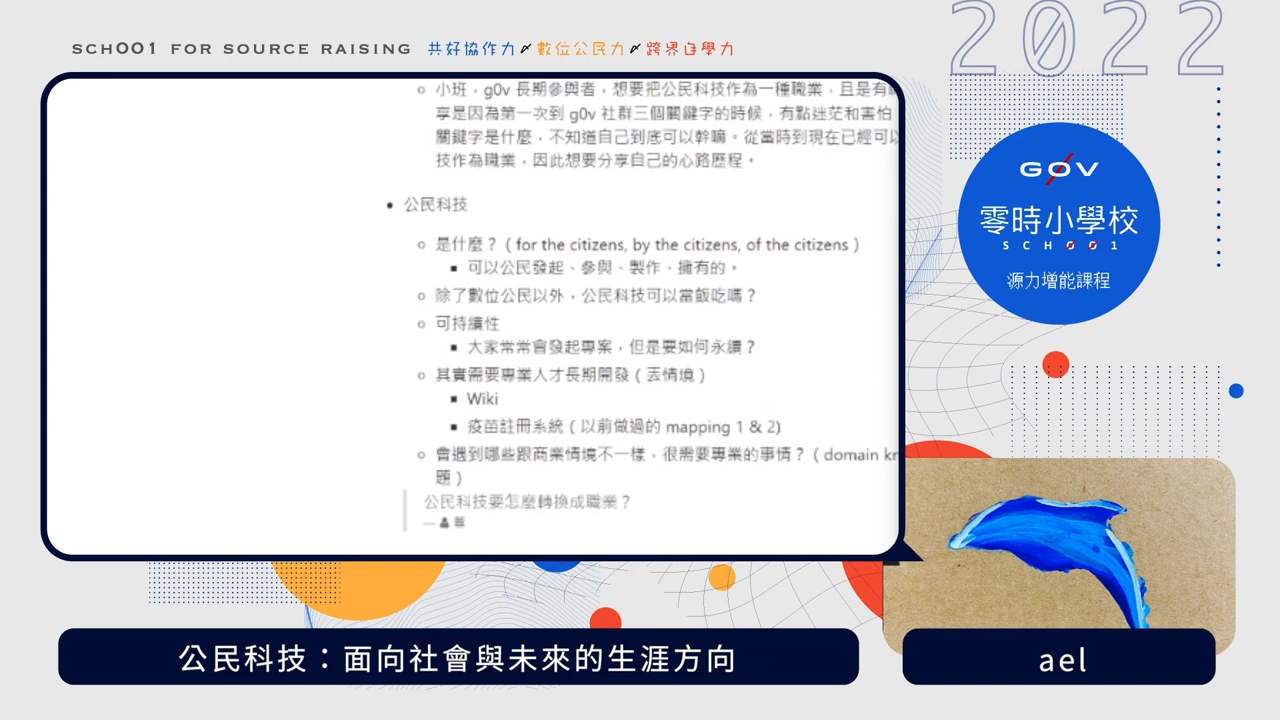 SCH001 FOR SOURCE RAISING 共好協作力 數位公民力 跨界自學力
2022
小班，g0v 長期參與者，想要把公民科技作為一種職業，且是有
享是因為第一次到 g0v 社群三個關鍵字的時候，有點迷茫和害怕
關鍵字是什麼，不知道自己到底可以幹嘛。從當時到現在已經可以
技作為職業，因此想要分享自己的心路歷程。
公民科技
是什麼？（for the citizens, by the citizens, of the citizens）
可以公民發起、參與、製作、擁有的。
除了數位公民以外，公民科技可以當飯吃嗎？
可持續性
大家常常會發起專案，但是要如何永續？
其實需要專業人才長期開發（丟情境）
Wiki
疫苗註冊系統（以前做過的 mapping 1 & 2)
會遇到哪些跟商業情境不一樣，很需要專業的事情？（domain kn
題）
公民科技要怎麼轉換成職業？
G0V
零時小學校
SCH001
源力增能課程
公民科技：面向社會與未來的生涯方向
ael